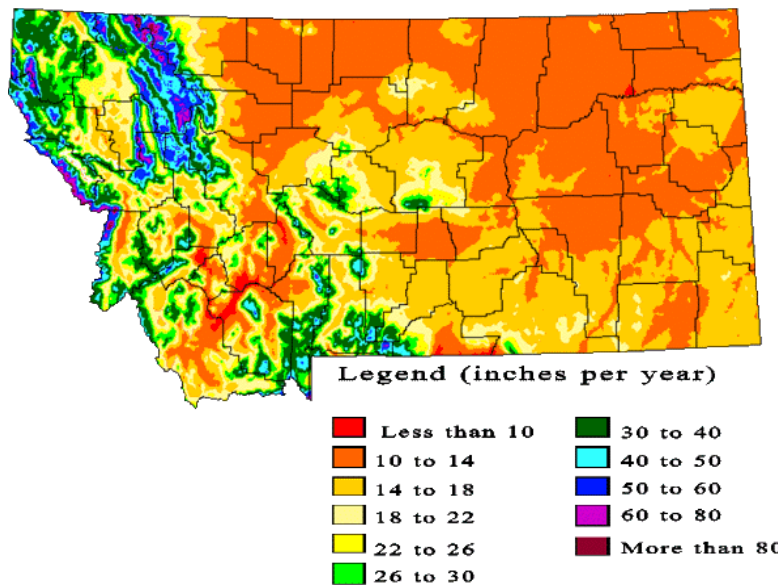 Legend (inches per year)
Less than 10
10 to 14
14 to 18
18 to 22
22 to 26
26 to 30
30 to 40
40 to 50
50 to 60
60 to 80
More than 80